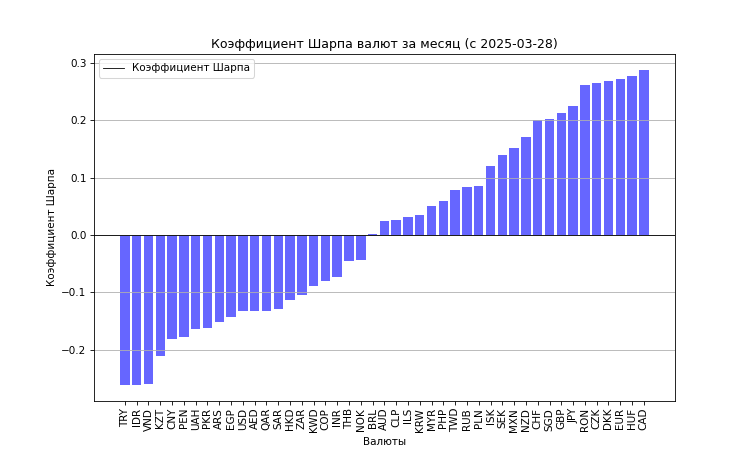 Коэффициент Шарпа валют за месяц (с 2025-03-28)
Коэффициент Шарпа
Коэффициент Шарпа
0.3
0.2
0.1
0.0
−0.1
−0.2
TRY IDR VND KZT CNY PEN UAH PKR ARS EGP USD AED QAR SAR HKD ZAR KWD COP INR THB NOK BRL AUD CLP ILS KRW MYR PHP TWD RUB PLN ISK SEK MXN NZD CHF SGD GBP JPY RON CZK DKK EUR HUF CAD
Валюты